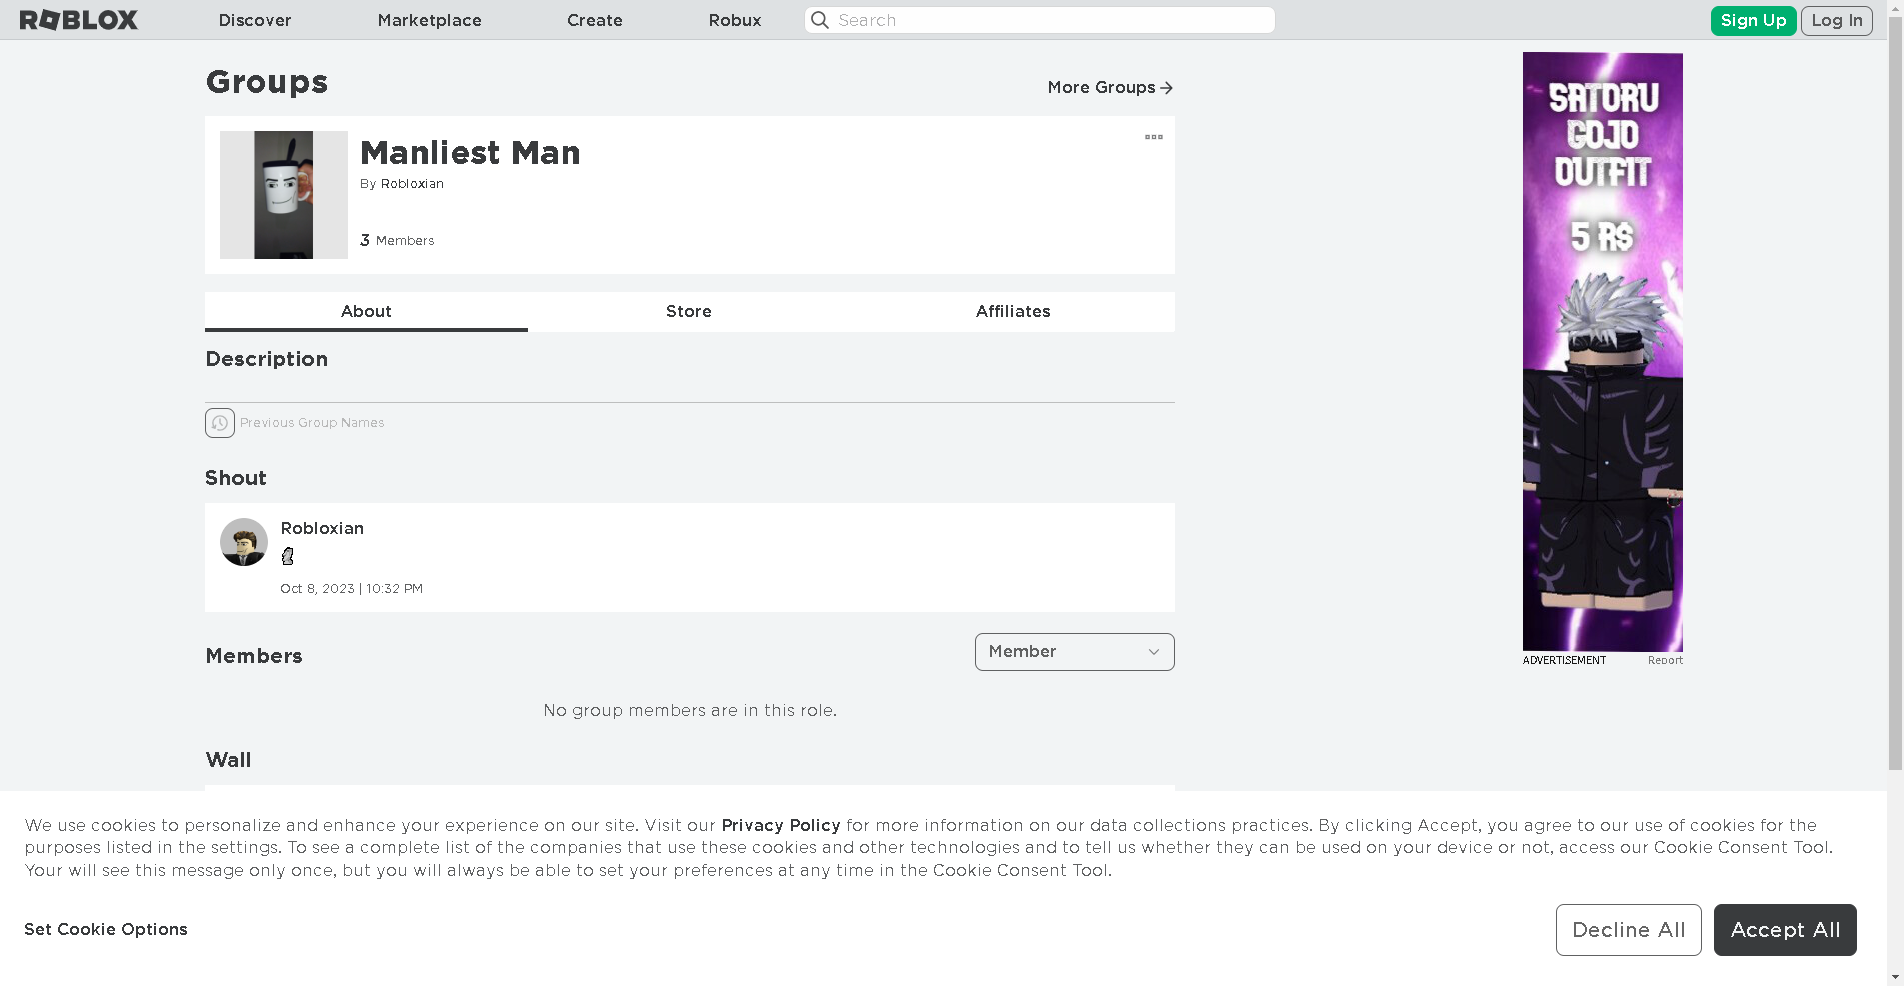 ROBLOX Discover Marketplace Create Robux Search Sign Up Log In
Groups
More Groups
Manliest Man
By Robloxian
3 Members
About Store Affiliates
Description
Previous Group Names
Shout
Robloxian
🗿
Oct 8, 2023 | 10:32 PM
Members
Member
No group members are in this role.
Wall
SATORU
GOJO
OUTFIT
5 R$
ADVERTISEMENT Report
We use cookies to personalize and enhance your experience on our site. Visit our Privacy Policy for more information on our data collections practices. By clicking Accept, you agree to our use of cookies for the
purposes listed in the settings. To see a complete list of the companies that use these cookies and other technologies and to tell us whether they can be used on your device or not, access our Cookie Consent Tool.
Your will see this message only once, but you will always be able to set your preferences at any time in the Cookie Consent Tool.
Set Cookie Options
Decline All
Accept All